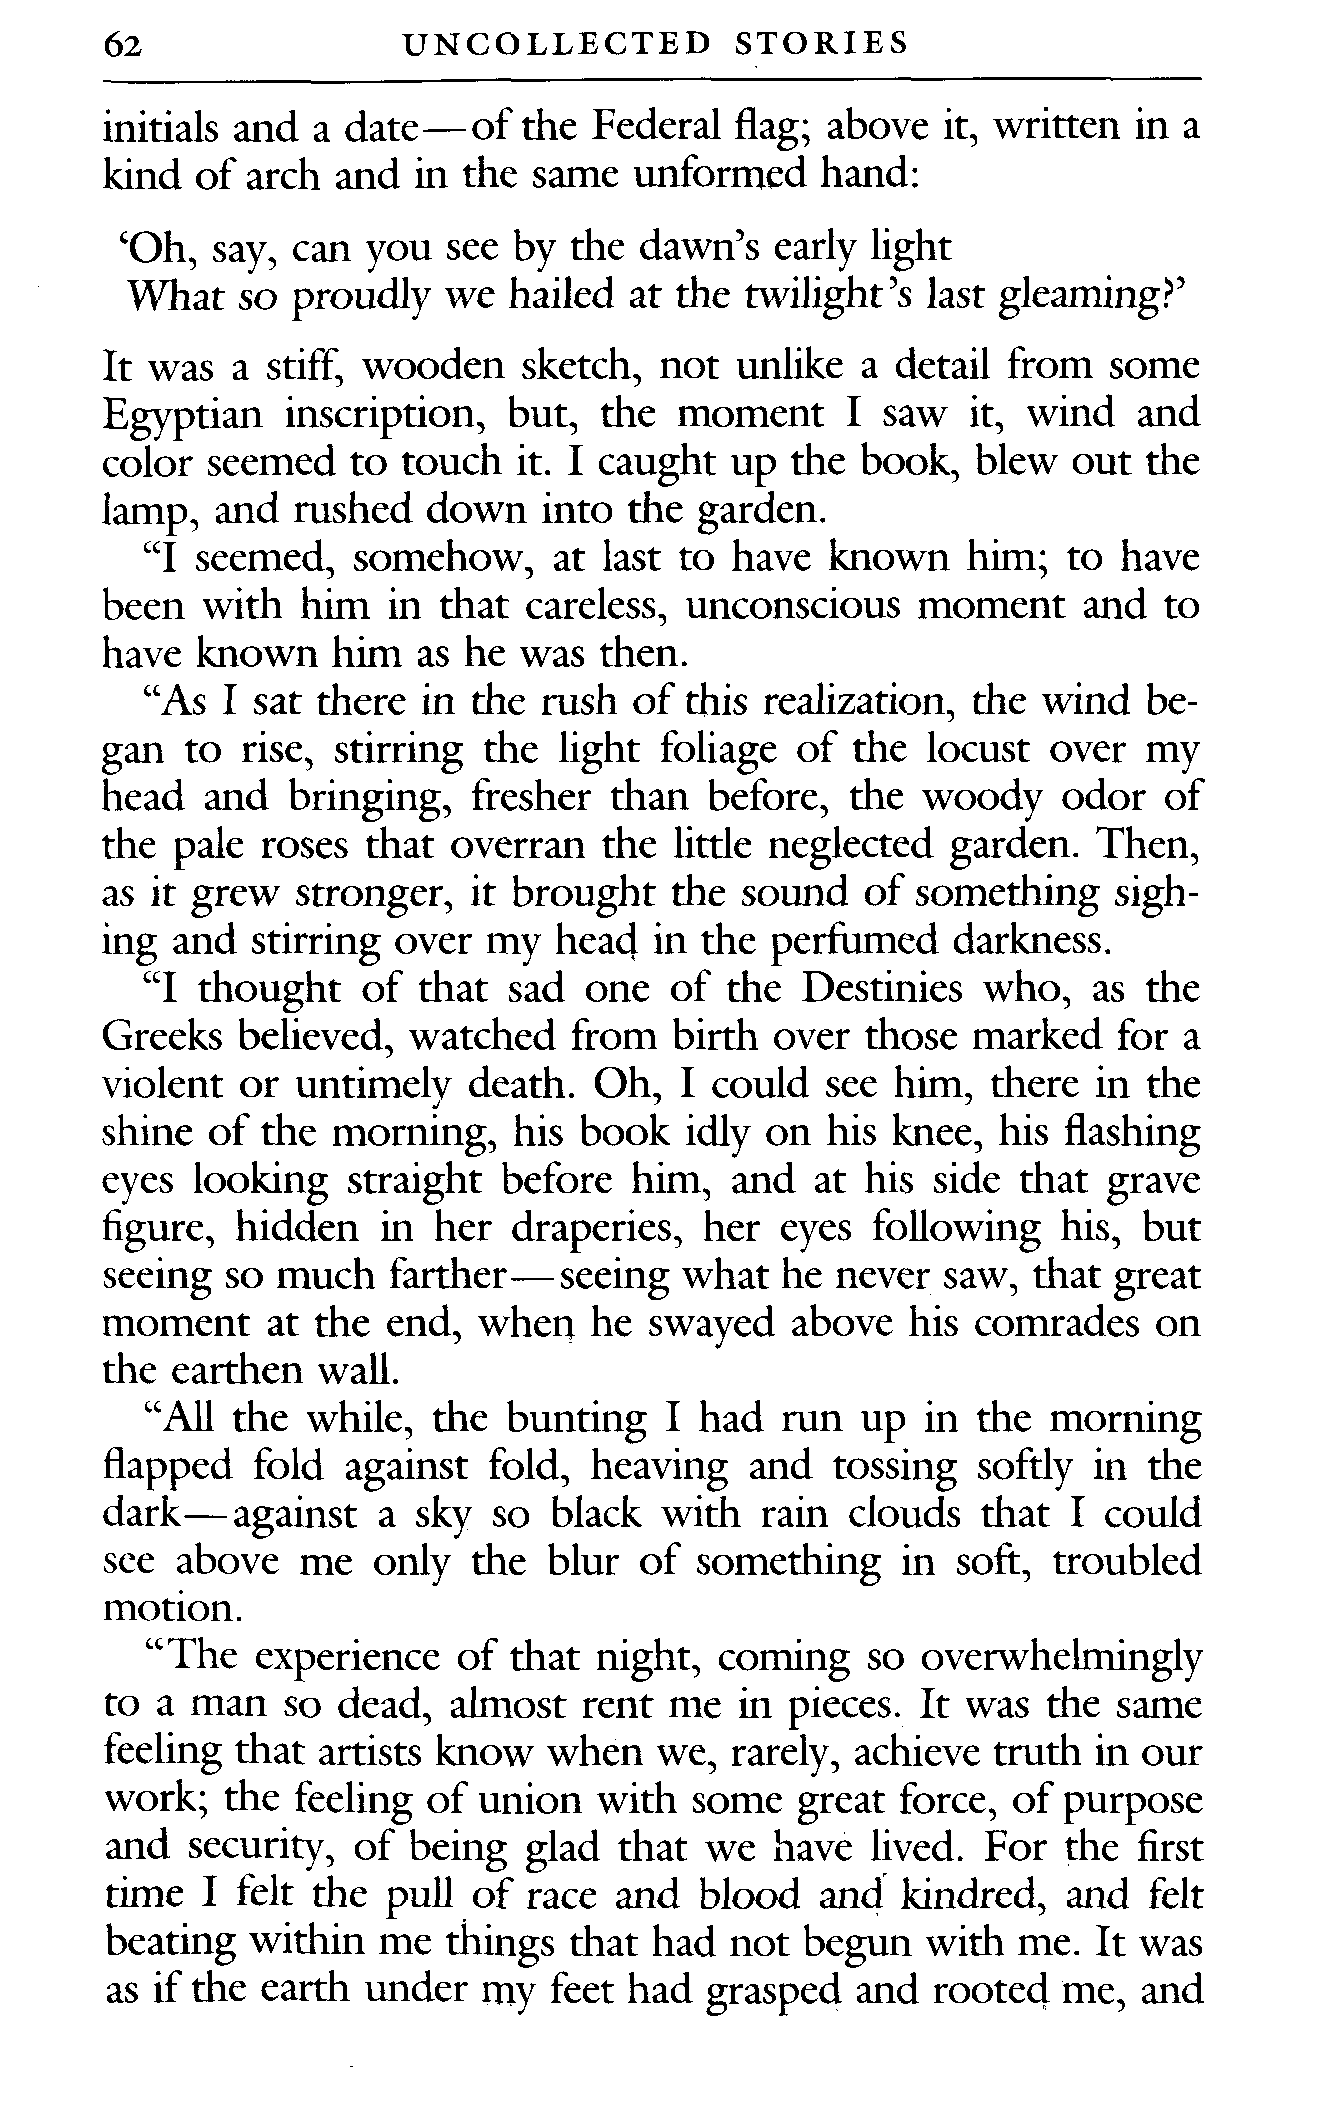 62 UNCOLLECTED STORIES
initials and a date—of the Federal flag; above it, written in a
kind of arch and in the same unformed hand:
‘Oh, say, can you see by the dawn’s early light
What so proudly we hailed at the twilight’s last gleaming?’
It was a stiff, wooden sketch, not unlike a detail from some
Egyptian inscription, but, the moment I saw it, wind and
color seemed to touch it. I caught up the book, blew out the
lamp, and rushed down into the garden.
“I seemed, somehow, at last to have known him; to have
been with him in that careless, unconscious moment and to
have known him as he was then.
“As I sat there in the rush of this realization, the wind be-
gan to rise, stirring the light foliage of the locust over my
head and bringing, fresher than before, the woody odor of
the pale roses that overran the little neglected garden. Then,
as it grew stronger, it brought the sound of something sigh-
ing and stirring over my head in the perfumed darkness.
“I thought of that sad one of the Destinies who, as the
Greeks believed, watched from birth over those marked for a
violent or untimely death. Oh, I could see him, there in the
shine of the morning, his book idly on his knee, his flashing
eyes looking straight before him, and at his side that grave
figure, hidden in her draperies, her eyes following his, but
seeing so much farther—seeing what he never saw, that great
moment at the end, when he swayed above his comrades on
the earthen wall.
“All the while, the bunting I had run up in the morning
flapped fold against fold, heaving and tossing softly in the
dark—against a sky so black with rain clouds that I could
see above me only the blur of something in soft, troubled
motion.
“The experience of that night, coming so overwhelmingly
to a man so dead, almost rent me in pieces. It was the same
feeling that artists know when we, rarely, achieve truth in our
work; the feeling of union with some great force, of purpose
and security, of being glad that we have lived. For the first
time I felt the pull of race and blood and kindred, and felt
beating within me things that had not begun with me. It was
as if the earth under my feet had grasped and rooted me, and